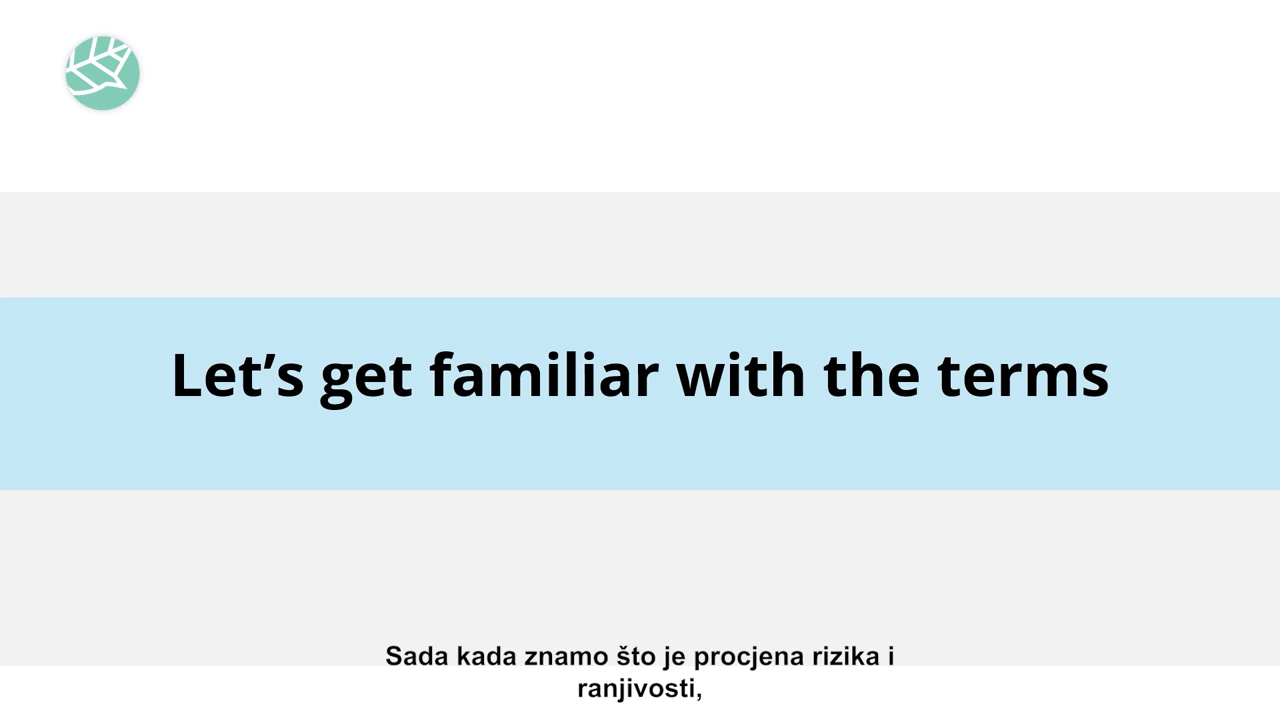 Let’s get familiar with the terms
Sada kada znamo što je procjena rizika i
ranjivosti,